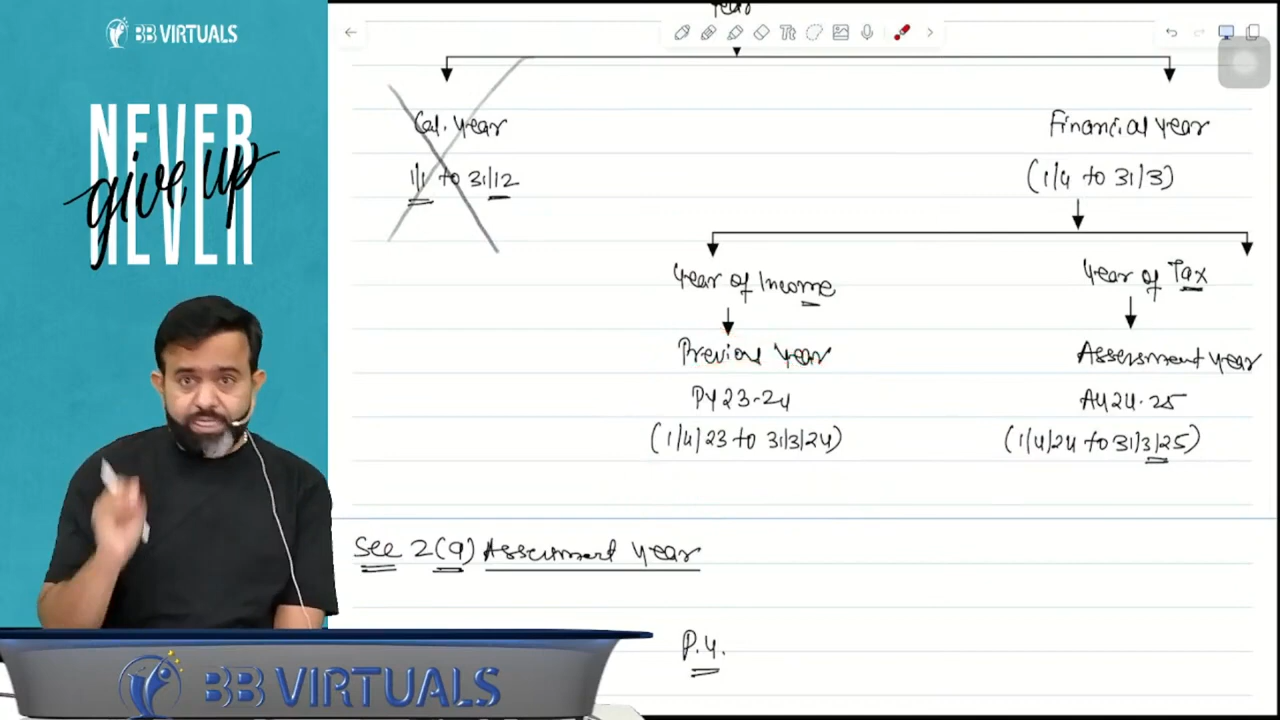 BB VIRTUALS
NEVER
give up
NEVER
Year
Cal. Year
1/1 to 31/12
Financial year
(1/4 to 31/3)
Year of Income
Year of Tax
Previous Year
Assessment year
PY 23-24
AY 24-25
(1/4/23 to 31/3/24)
(1/4/24 to 31/3/25)
See 2(9) Assessment year
P.Y.
BB VIRTUALS